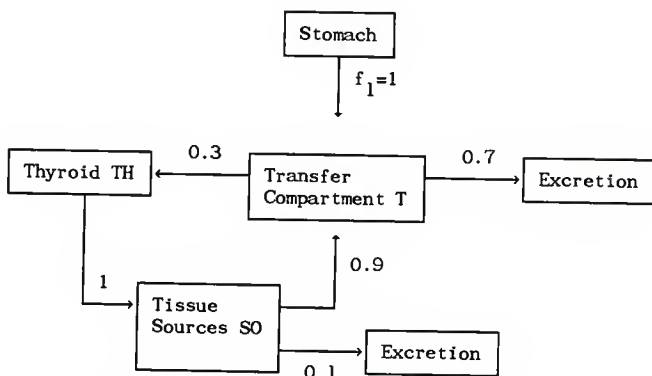 Stomach
f1=1
0.3
0.7
Thyroid TH
Transfer
Compartment T
Excretion
1
0.9
Tissue
Sources SO
Excretion
0.1